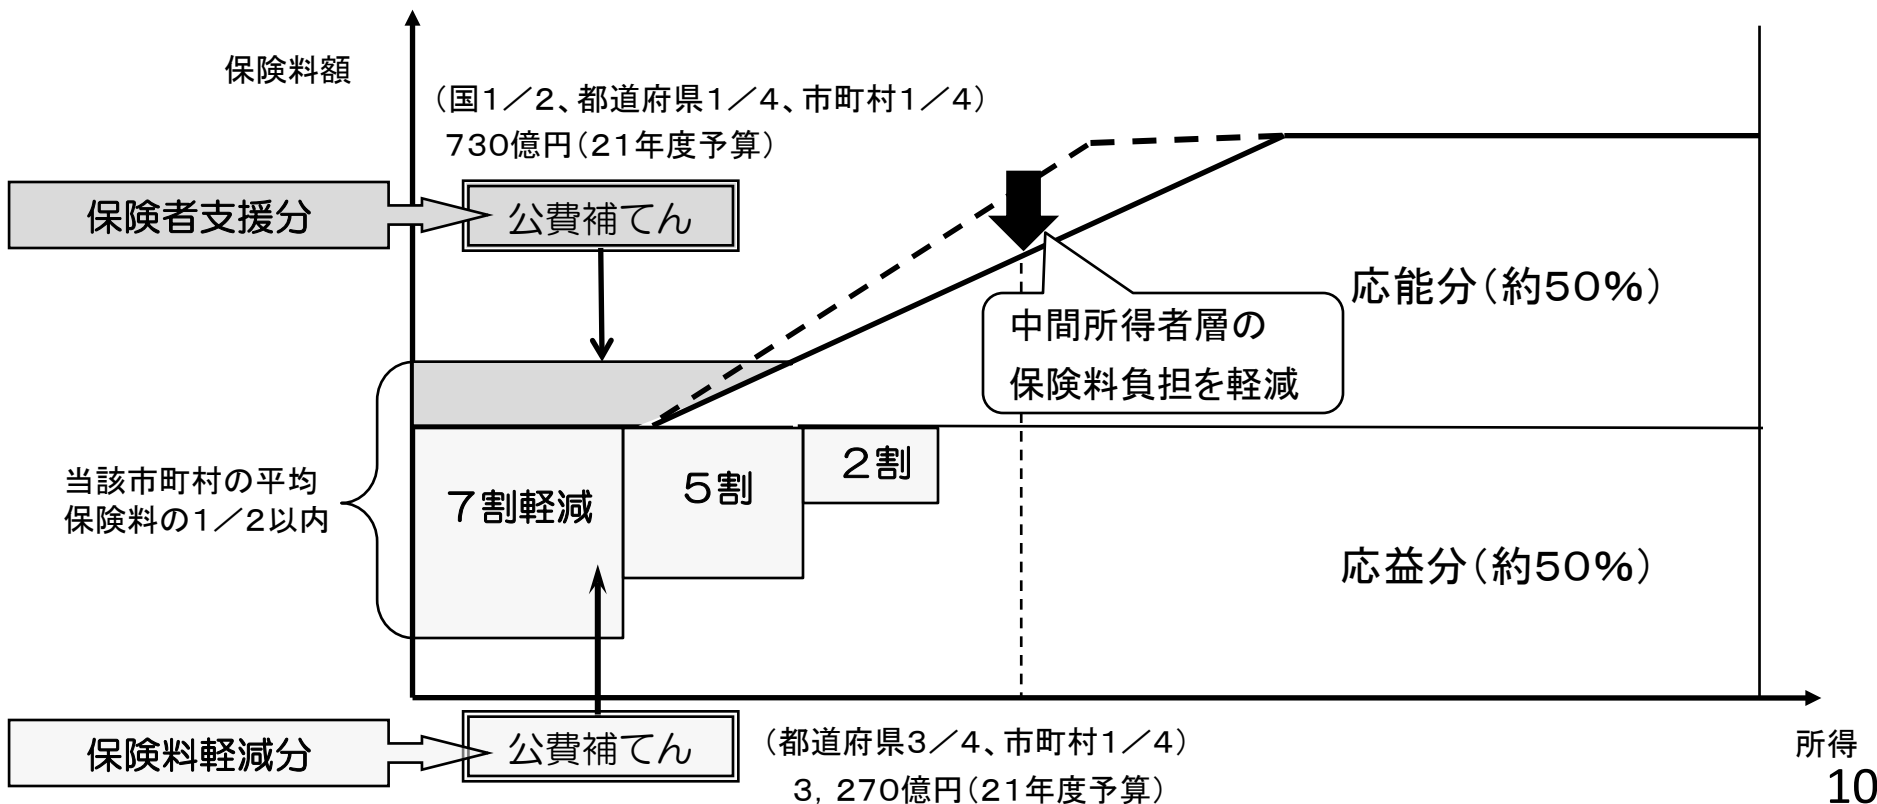 保険料額
（国１／２、都道府県１／４、市町村１／４）
７３０億円（２１年度予算）
保険者支援分
公費補てん
応能分（約５０％）
中間所得者層の
保険料負担を軽減
当該市町村の平均
保険料の１／２以内
７割軽減
５割
２割
応益分（約５０％）
保険料軽減分
公費補てん
（都道府県３／４、市町村１／４）
３，２７０億円（２１年度予算）
所得
10